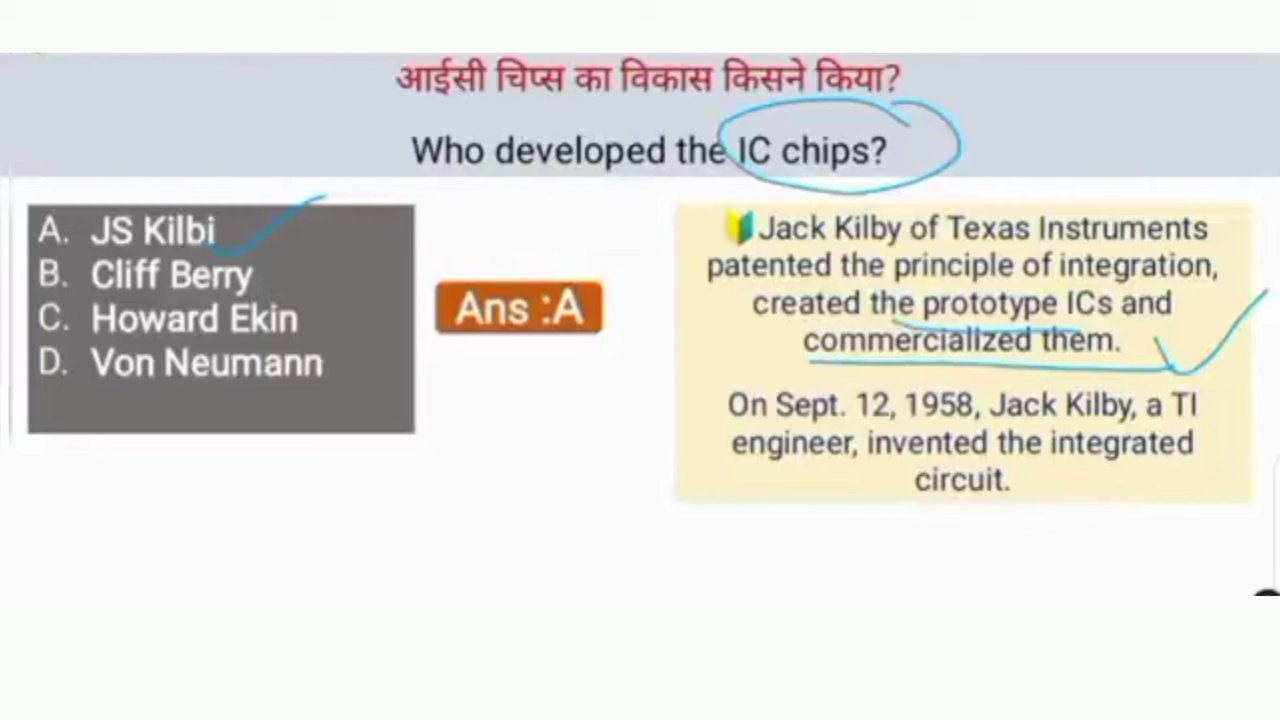 आईसी चिप्स का विकास किसने किया?
Who developed the IC chips?
A. JS Kilbi
B. Cliff Berry
C. Howard Ekin
D. Von Neumann
Ans :A
Jack Kilby of Texas Instruments
patented the principle of integration,
created the prototype ICs and
commercialized them.
On Sept. 12, 1958, Jack Kilby, a TI
engineer, invented the integrated
circuit.